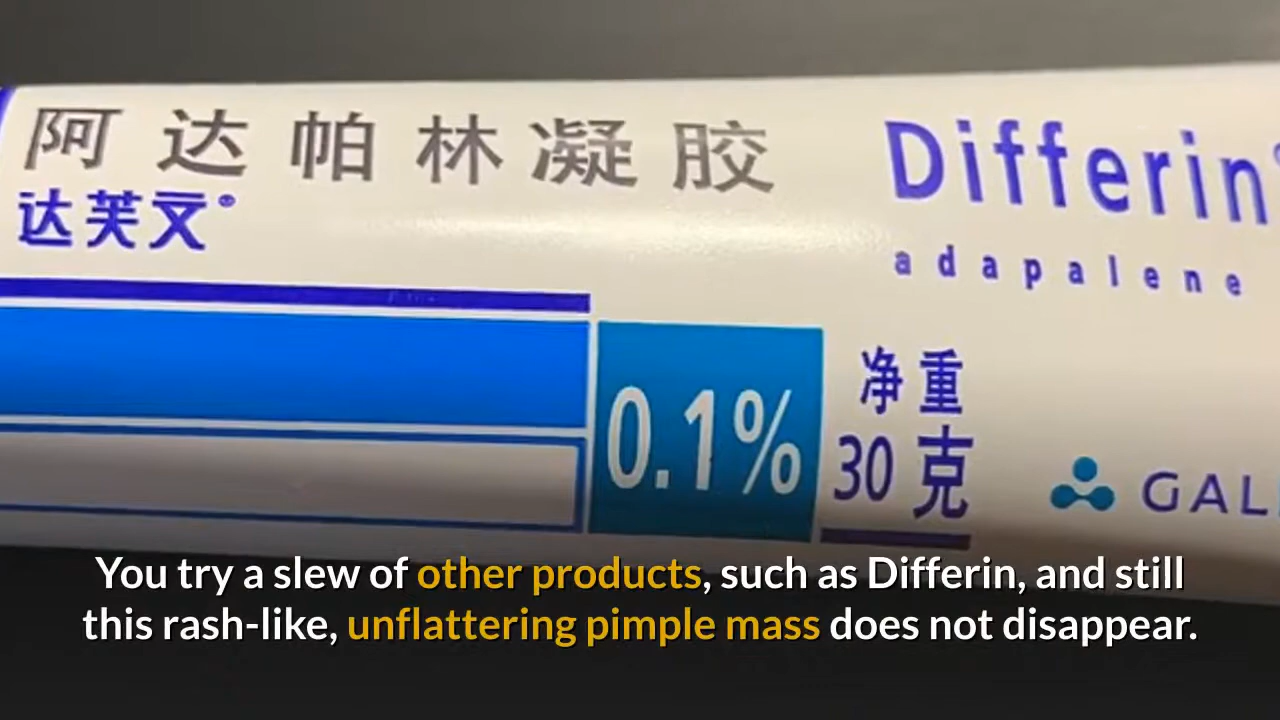 阿达帕林凝胶
达芙文®
Differin
adapalene
0.1%
净重
30克
GAL
You try a slew of other products, such as Differin, and still
this rash-like, unflattering pimple mass does not disappear.